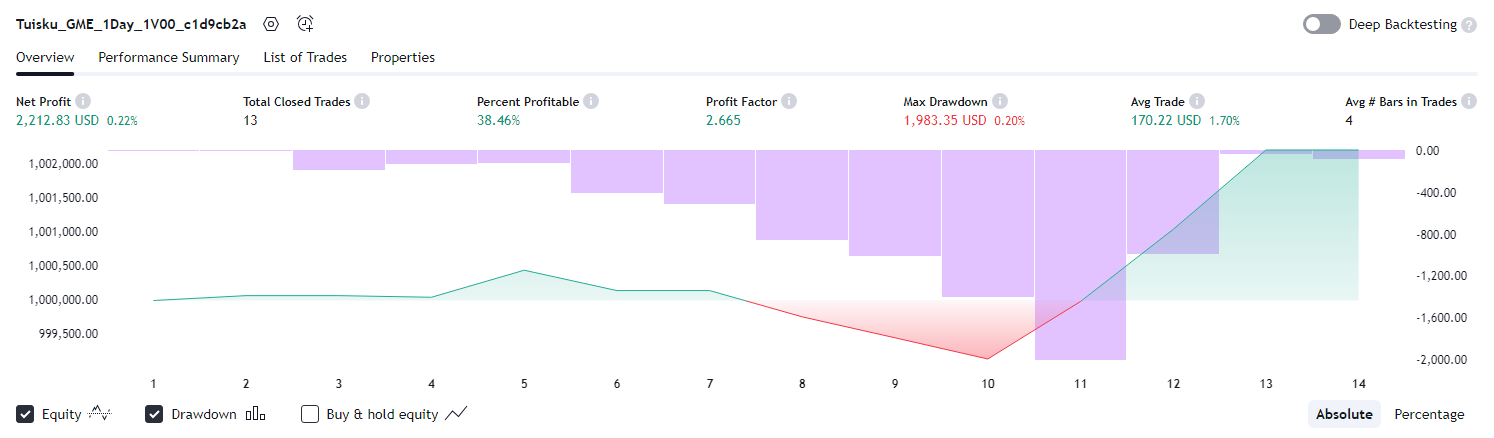 Tuisku_GME_1Day_1V00_c1d9cb2a Deep Backtesting ?
Overview Performance Summary List of Trades Properties
Net Profit i Total Closed Trades i Percent Profitable i Profit Factor i Max Drawdown i Avg Trade i Avg # Bars in Trades i
2,212.83 USD 0.22% 13 38.46% 2.665 1,983.35 USD 0.20% 170.22 USD 1.70% 4
1,002,000.00 0.00
1,001,500.00 -400.00
1,001,000.00 -800.00
1,000,500.00 -1,200.00
1,000,000.00 -1,600.00
999,500.00 -2,000.00
1 2 3 4 5 6 7 8 9 10 11 12 13 14
Equity Drawdown Buy & hold equity Absolute Percentage